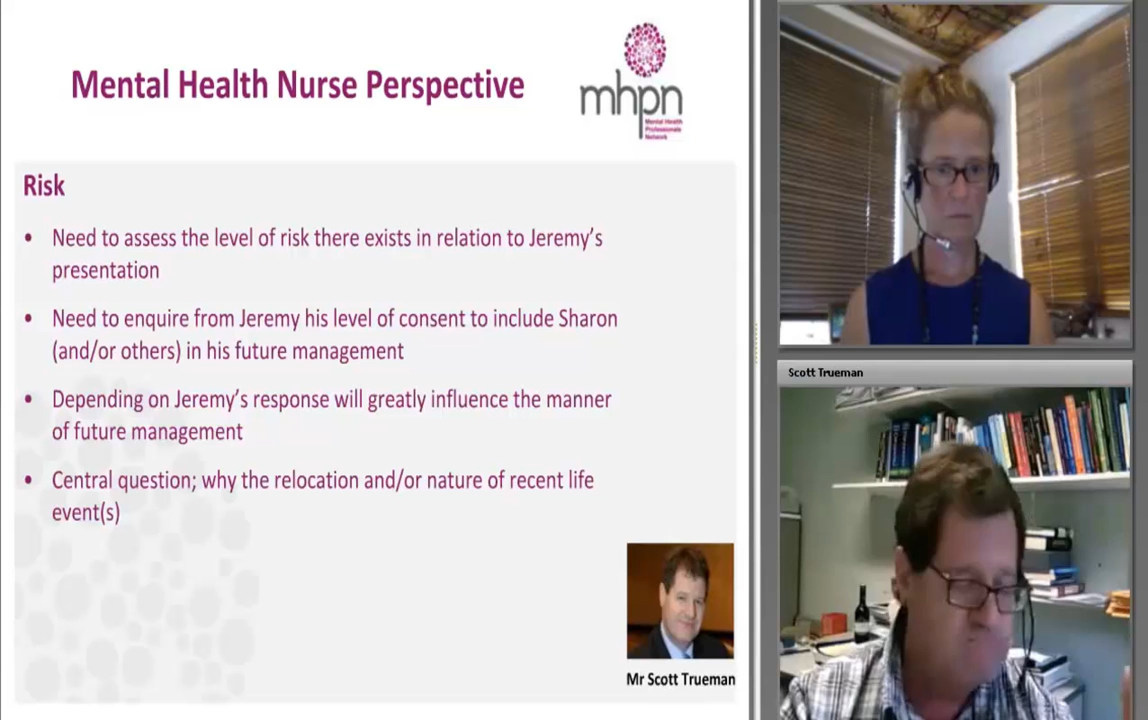 Mental Health Nurse Perspective
mhpn
Mental Health
Professionals
Network
Risk
• Need to assess the level of risk there exists in relation to Jeremy's
presentation
• Need to enquire from Jeremy his level of consent to include Sharon
(and/or others) in his future management
• Depending on Jeremy's response will greatly influence the manner
of future management
• Central question; why the relocation and/or nature of recent life
event(s)
Mr Scott Trueman
Scott Trueman